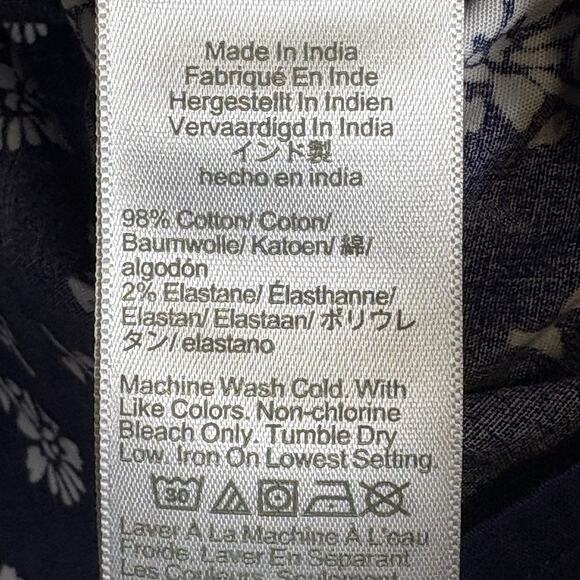 Made In India
Fabriqué En Inde
Hergestellt In Indien
Vervaardigd In India
インド製
hecho en india
98% Cotton/ Coton/
Baumwolle/ Katoen/ 綿/
algodón
2% Elastane/ Élasthanne/
Elastan/ Elastaan/ ポリウレ
タン/ elastano
Machine Wash Cold. With
Like Colors. Non-chlorine
Bleach Only. Tumble Dry
Low. Iron On Lowest Setting.
30
Laver À La Machine À L'eau
Froide. Laver En Séparant
Les Couleurs. Seulement